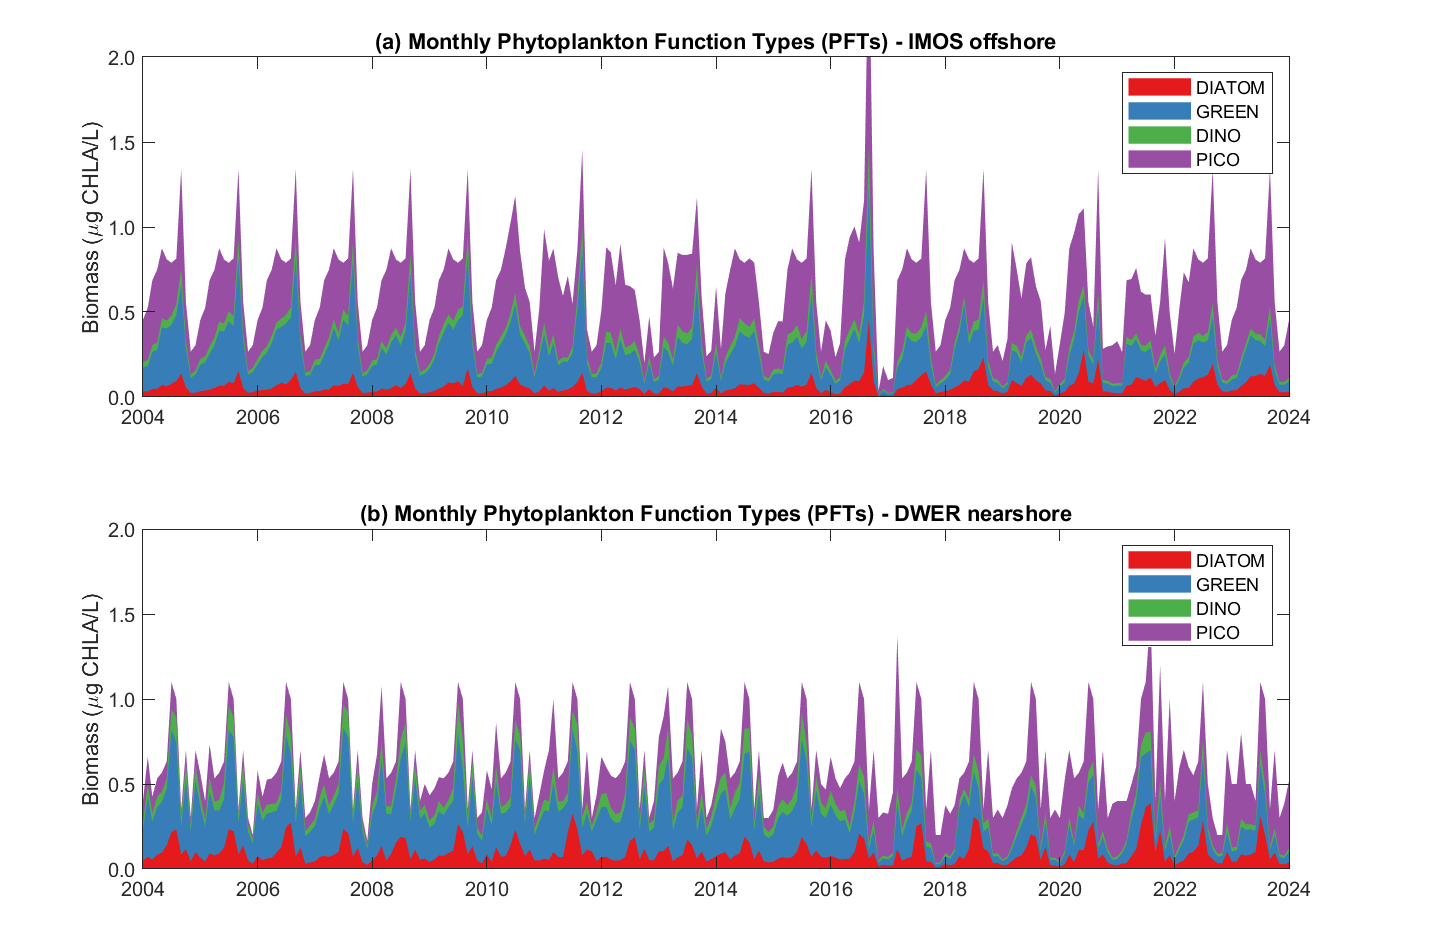 (a) Monthly Phytoplankton Function Types (PFTs) - IMOS offshore
Biomass (μg CHLA/L)
2.0
1.5
1.0
0.5
0.0
DIATOM
GREEN
DINO
PICO
2004 2006 2008 2010 2012 2014 2016 2018 2020 2022 2024
(b) Monthly Phytoplankton Function Types (PFTs) - DWER nearshore
Biomass (μg CHLA/L)
2.0
1.5
1.0
0.5
0.0
DIATOM
GREEN
DINO
PICO
2004 2006 2008 2010 2012 2014 2016 2018 2020 2022 2024